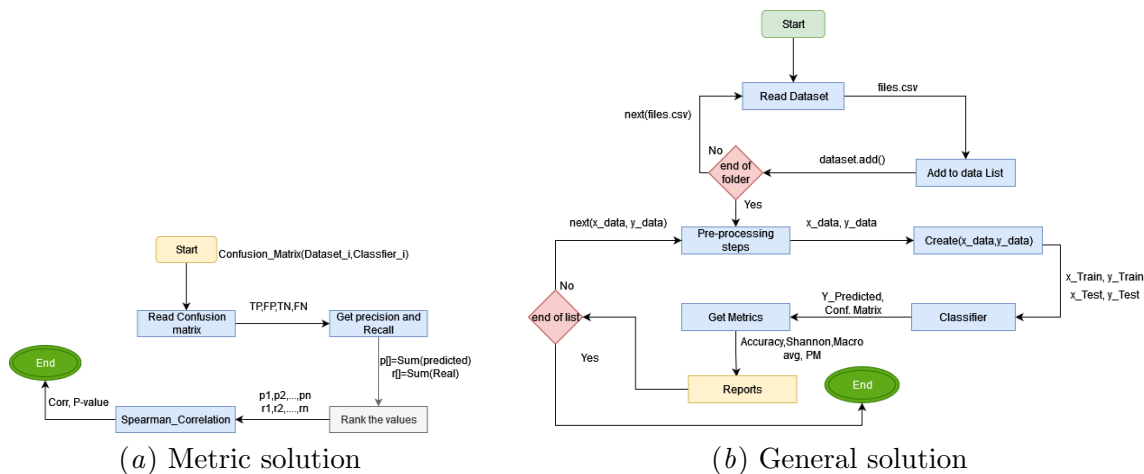 Start
Confusion_Matrix(Dataset_i,Classfier_i)
Read Confusion
matrix
TP,FP,TN,FN
Get precision and
Recall
p[]=Sum(predicted)
r[]=Sum(Real)
Rank the values
p1,p2,...,pn
r1,r2,....,rn
Spearman_Correlation
Corr, P-value
End
(a) Metric solution
Start
Read Dataset
files.csv
next(files.csv)
No
end of
folder
dataset.add()
Add to data List
Yes
next(x_data, y_data)
Pre-processing
steps
x_data, y_data
Create(x_data,y_data)
x_Train, y_Train
x_Test, y_Test
No
end of list
Get Metrics
Y_Predicted,
Conf. Matrix
Classifier
Accuracy,Shannon,Macro
avg, PM
Yes
Reports
End
(b) General solution